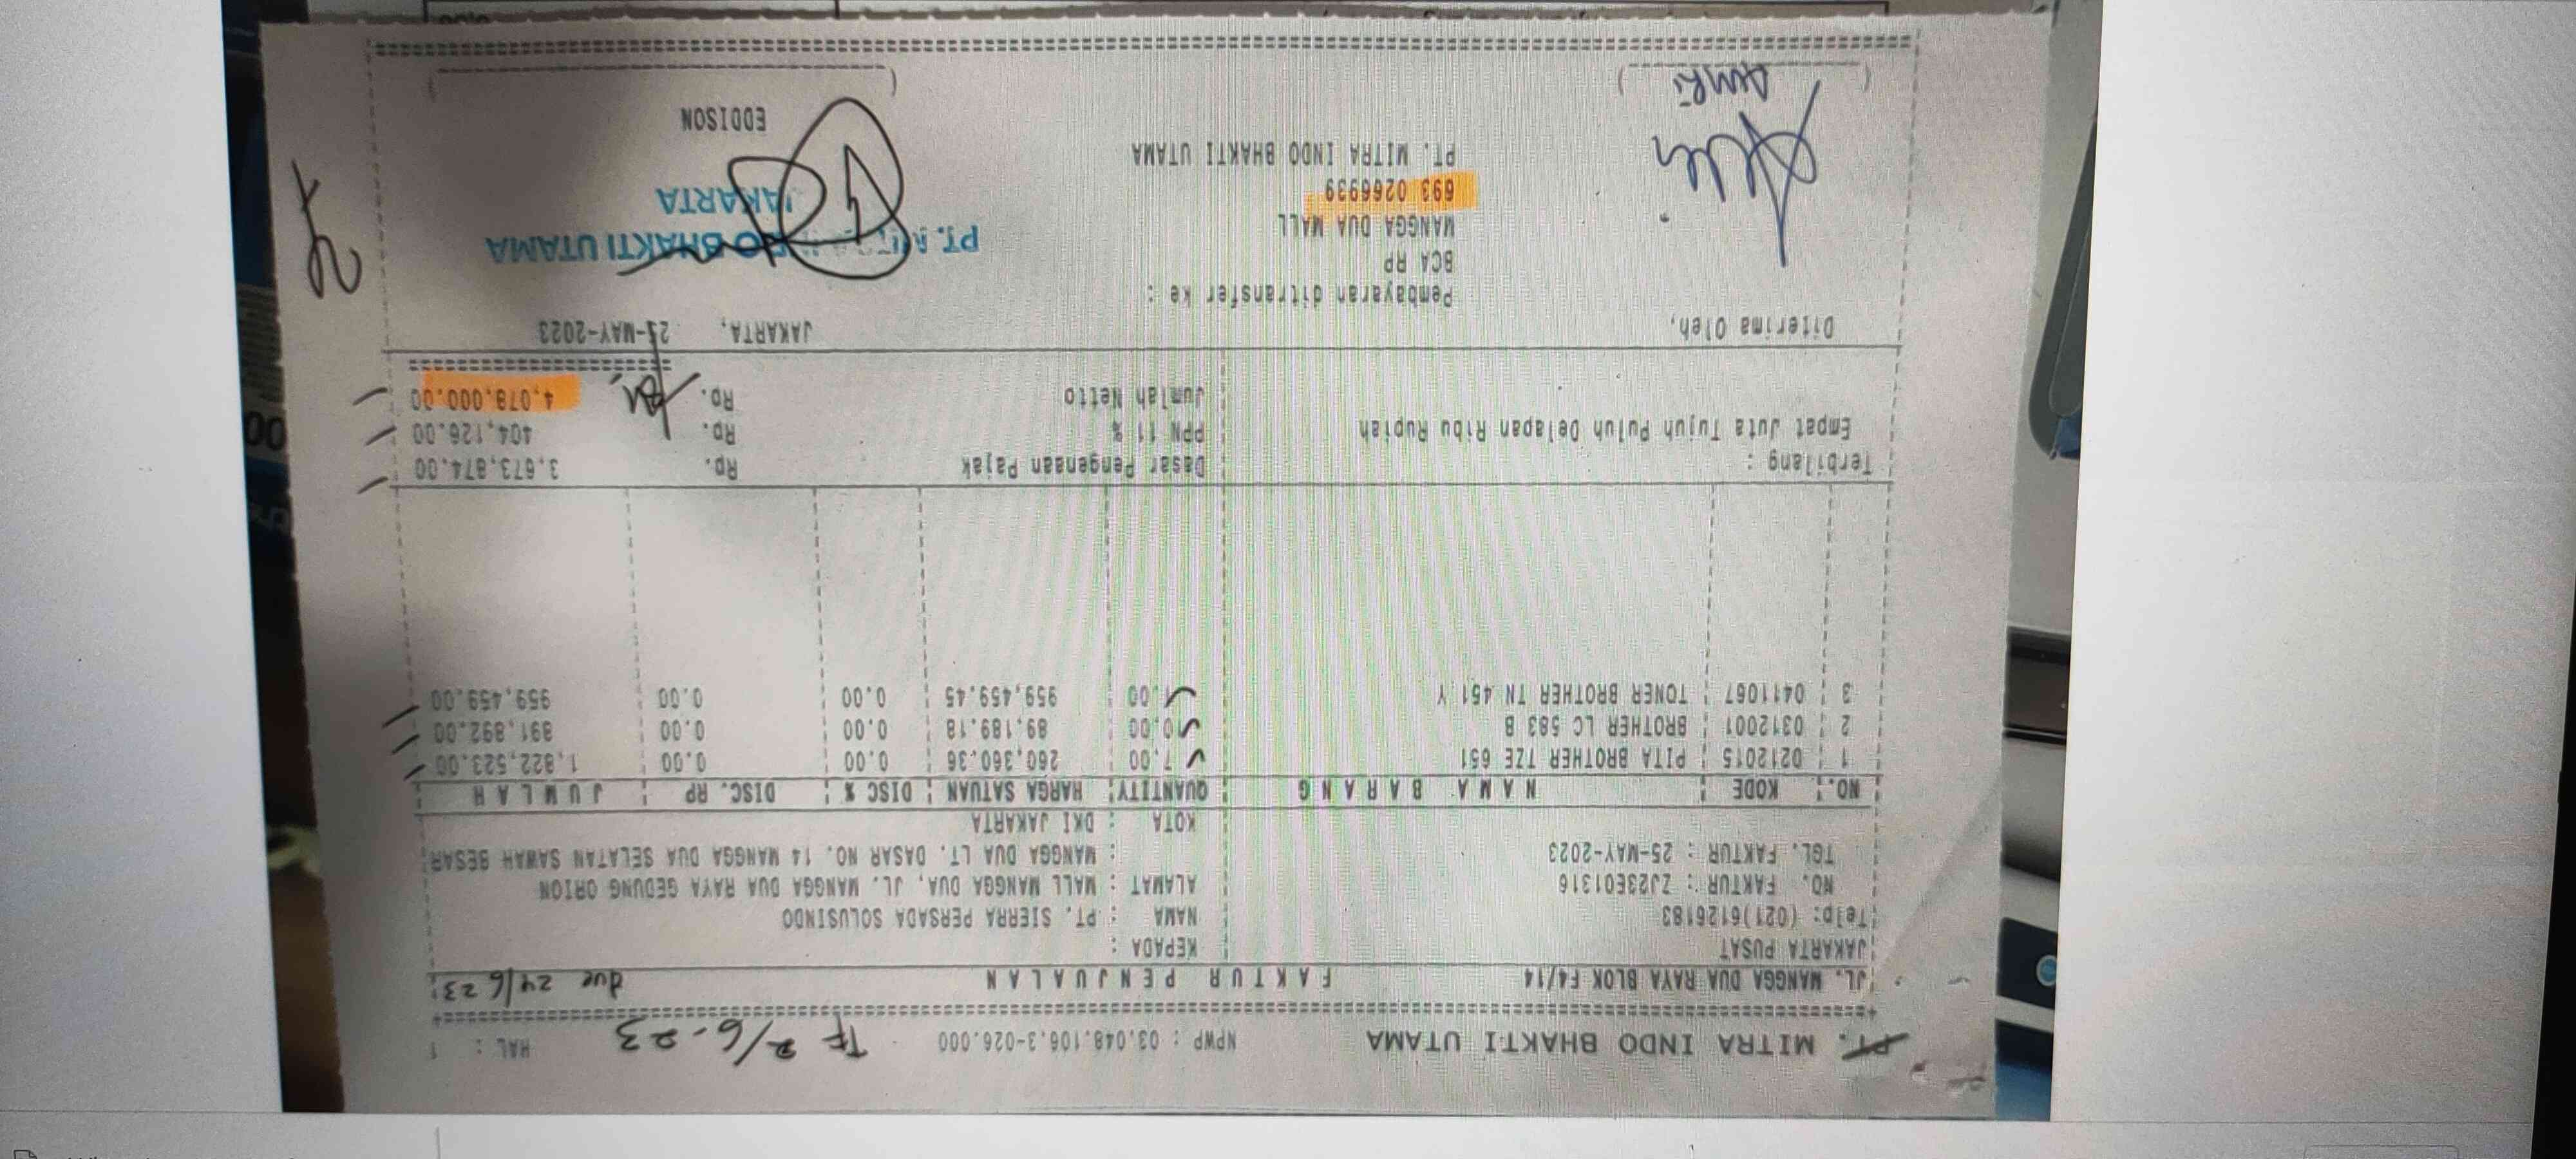 PT. MITRA INDO BHAKTI UTAMA NPWP : 03.048.106.3-026.000 TF 2/6-23 HAL : 1
JL. MANGGA DUA RAYA BLOK F4/14 FAKTUR PENJUALAN due 24/6 23
JAKARTA PUSAT KEPADA :
Telp: (021)6126183 NAMA : PT. SIERRA PERSADA SOLUSINDO
NO. FAKTUR : ZJ23E01316 ALAMAT : MALL MANGGA DUA, JL. MANGGA DUA RAYA GEDUNG ORION
TGL. FAKTUR : 25-MAY-2023 : MANGGA DUA LT. DASAR NO. 14 MANGGA DUA SELATAN SAWAH BESAR
KOTA : DKI JAKARTA
NO. KODE NAMA BARANG QUANTITY HARGA SATUAN DISC % DISC. RP JUMLAH
1 0212015 PITA BROTHER TZE 651 7.00 260,360.36 0.00 0.00 1,822,523.00
2 0312001 BROTHER LC 583 B 10.00 89,189.18 0.00 0.00 891,892.00
3 0411067 TONER BROTHER TN 451 Y 1.00 959,459.45 0.00 0.00 959,459.00
Terbilang : Dasar Pengenaan Pajak Rp. 3,673,874.00
Empat Juta Tujuh Puluh Delapan Ribu Rupiah PPN 11 % Rp. 404,126.00
Jumlah Netto Rp. 4,078,000.00
Diterima Oleh, JAKARTA, 25-MAY-2023
Pembayaran ditransfer ke :
BCA RP
MANGGA DUA MALL
693 0266939
PT. MITRA INDO BHAKTI UTAMA
BHAKTI UTAMA
JAKARTA
EDDISON